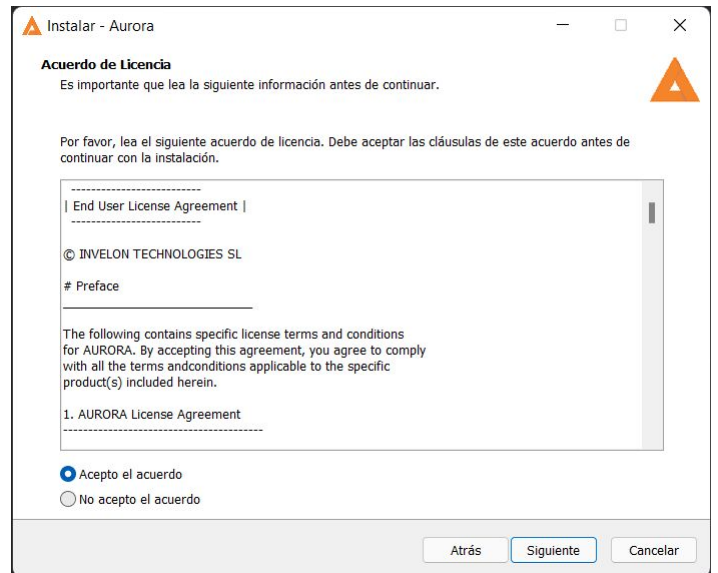 Instalar - Aurora
Acuerdo de Licencia
Es importante que lea la siguiente información antes de continuar.
Por favor, lea el siguiente acuerdo de licencia. Debe aceptar las cláusulas de este acuerdo antes de
continuar con la instalación.
---------------------------
| End User License Agreement |
---------------------------
© INVELON TECHNOLOGIES SL
# Preface
______________________________
The following contains specific license terms and conditions
for AURORA. By accepting this agreement, you agree to comply
with all the terms andconditions applicable to the specific
product(s) included herein.
1. AURORA License Agreement
-----------------------------------------
Acepto el acuerdo
No acepto el acuerdo
Atrás Siguiente Cancelar